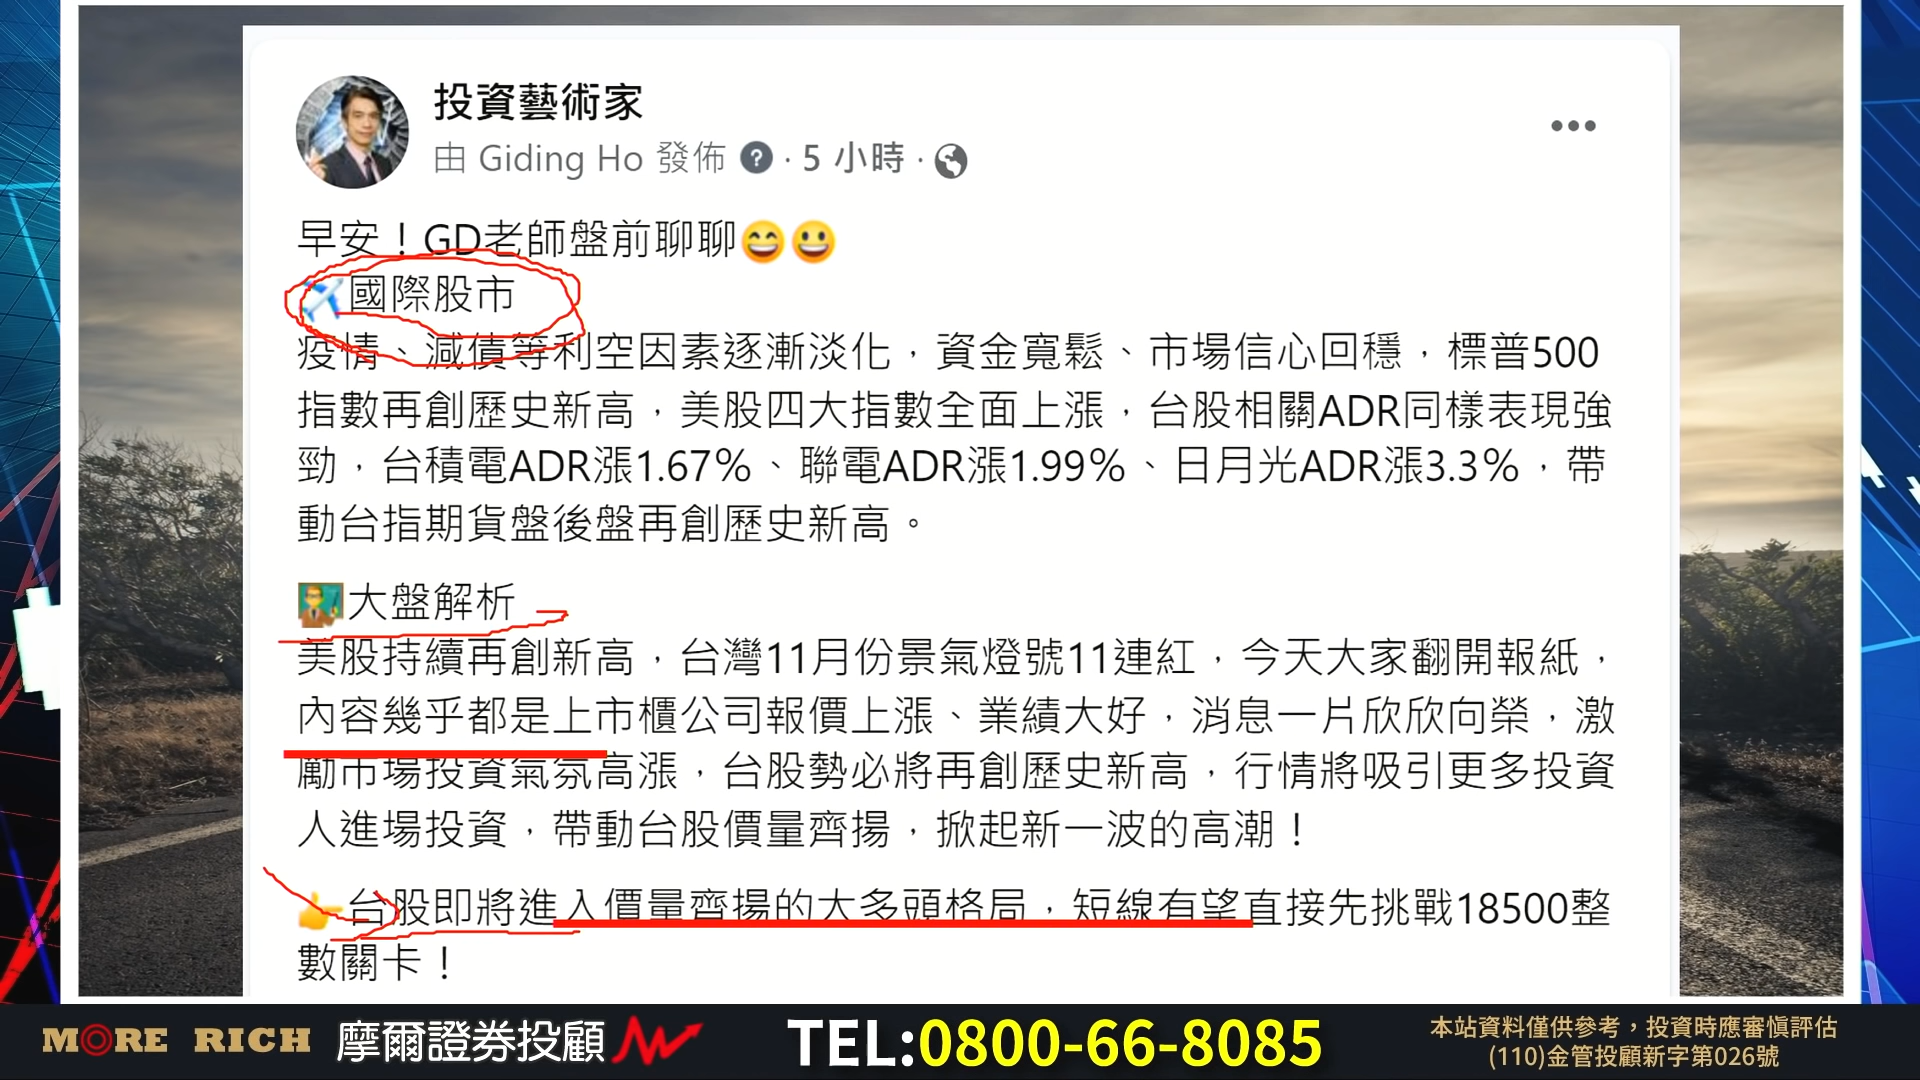 投資藝術家
由 Giding Ho 發佈 · 5 小時 ·
早安！GD老師盤前聊聊😄😃
✈️國際股市
疫情、減債等利空因素逐漸淡化，資金寬鬆、市場信心回穩，標普500
指數再創歷史新高，美股四大指數全面上漲，台股相關ADR同樣表現強
勁，台積電ADR漲1.67%、聯電ADR漲1.99%、日月光ADR漲3.3%，帶
動台指期貨盤後盤再創歷史新高。
👨‍🏫大盤解析
美股持續再創新高，台灣11月份景氣燈號11連紅，今天大家翻開報紙，
內容幾乎都是上市櫃公司報價上漲、業績大好，消息一片欣欣向榮，激
勵市場投資氣氛高漲，台股勢必將再創歷史新高，行情將吸引更多投資
人進場投資，帶動台股價量齊揚，掀起新一波的高潮！
👉台股即將進入價量齊揚的大多頭格局，短線有望直接先挑戰18500整
數關卡！
MORE RICH 摩爾證券投顧 TEL:0800-66-8085
本站資料僅供參考，投資時應審慎評估
(110)金管投顧新字第026號